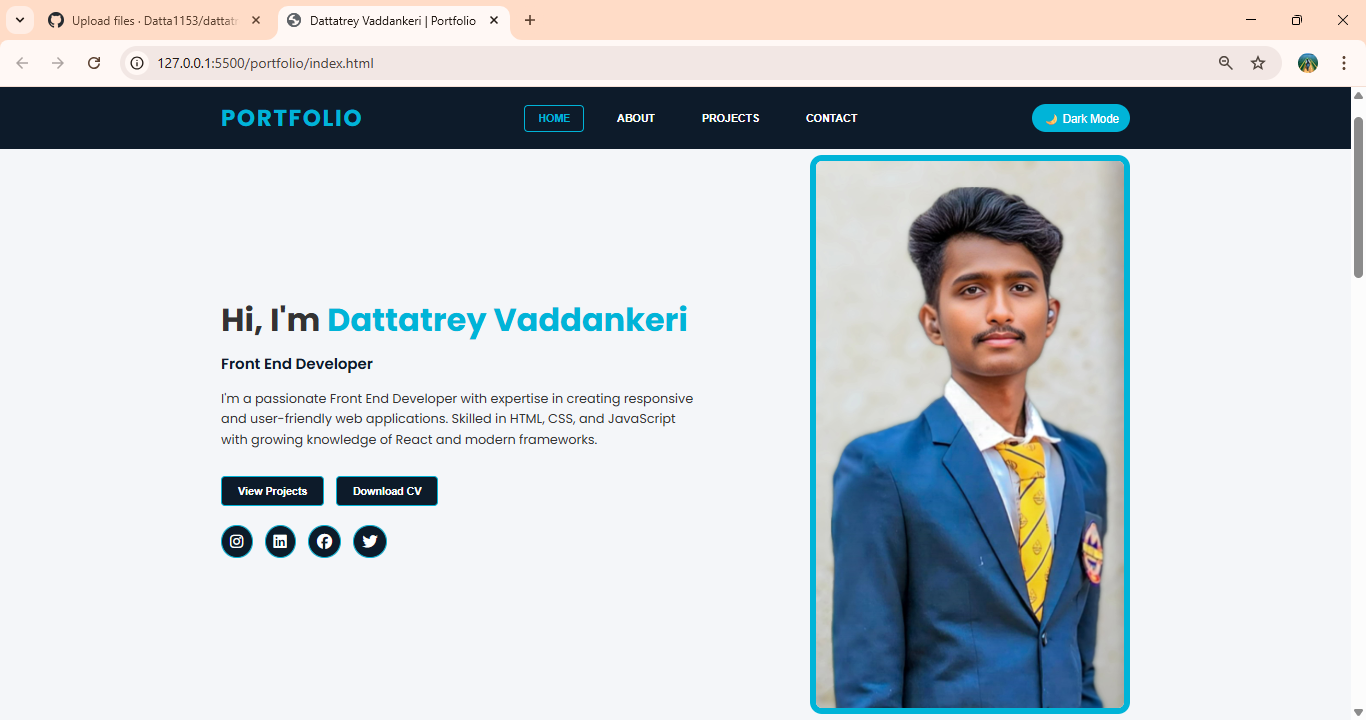 Upload files · Datta1153/dattat
Dattatrey Vaddankeri | Portfolio
127.0.0.1:5500/portfolio/index.html
PORTFOLIO
HOME
ABOUT
PROJECTS
CONTACT
🌙 Dark Mode
Hi, I'm Dattatrey Vaddankeri
Front End Developer
I'm a passionate Front End Developer with expertise in creating responsive
and user-friendly web applications. Skilled in HTML, CSS, and JavaScript
with growing knowledge of React and modern frameworks.
View Projects
Download CV